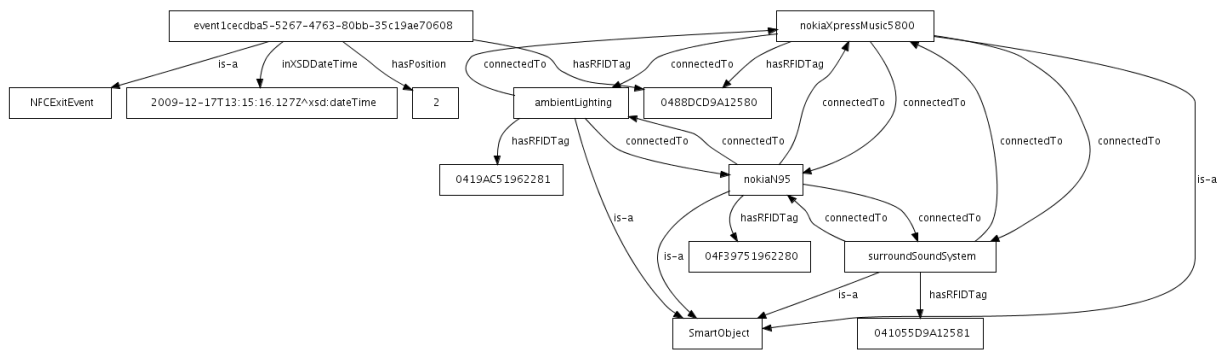 event1cecdba5-5267-4763-80bb-35c19ae70608
nokiaXpressMusic5800
is-a
inXSDDateTime
hasPosition
connectedTo
hasRFIDTag
connectedTo
hasRFIDTag
NFCExitEvent
2009-12-17T13:15:16.127Z^xsd:dateTime
2
ambientLighting
0488DCD9A12580
connectedTo
connectedTo
hasRFIDTag
connectedTo
connectedTo
connectedTo
connectedTo
0419AC51962281
nokiaN95
is-a
is-a
hasRFIDTag
connectedTo
connectedTo
is-a
04F39751962280
surroundSoundSystem
is-a
hasRFIDTag
SmartObject
041055D9A12581